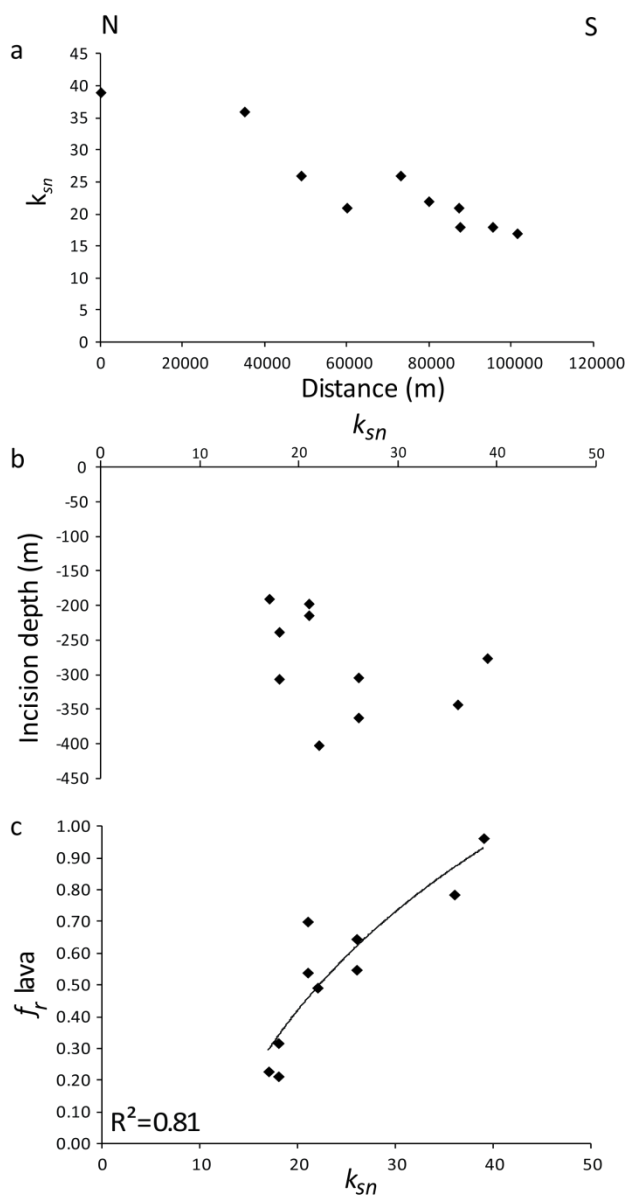 N S
a
45
40
35
30
25
20
15
10
5
0
k_sn
0 20000 40000 60000 80000 100000 120000
Distance (m)
k_sn
b
0 10 20 30 40 50
0
-50
-100
-150
-200
-250
-300
-350
-400
-450
Incision depth (m)
c
1.00
0.90
0.80
0.70
0.60
0.50
0.40
0.30
0.20
0.10
0.00
f_r lava
R²=0.81
0 10 20 30 40 50
k_sn